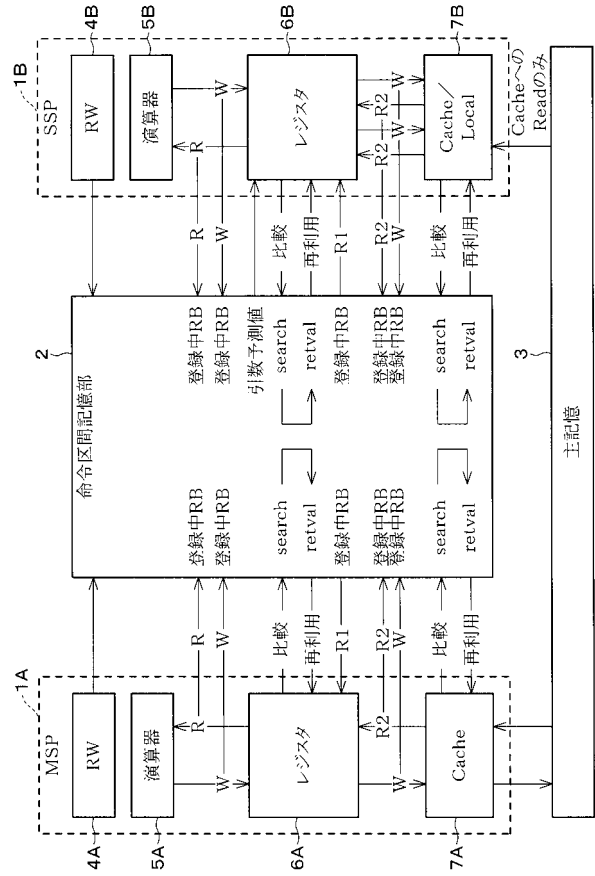 1A
MSP
4A
RW
5A
演算器
R
W
6A
レジスタ
R2
W
7A
Cache
R
W
比較
再利用
R1
R2
W
比較
再利用
2
命令区間記憶部
登録中RB
登録中RB
search
retval
登録中RB
登録中RB
登録中RB
search
retval
登録中RB
登録中RB
引数予測値
search
retval
登録中RB
登録中RB
登録中RB
search
retval
R
W
比較
再利用
R1
R2
W
比較
再利用
1B
SSP
4B
RW
5B
演算器
R
W
6B
レジスタ
R2
W
R2
W
7B
Cache／
Local
Cacheへの
Readのみ
3
主記憶